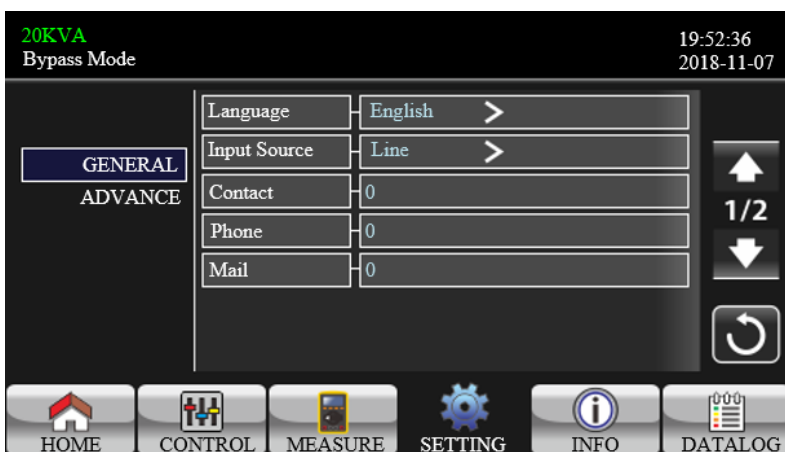 20KVA
Bypass Mode
19:52:36
2018-11-07
GENERAL
ADVANCE
Language English >
Input Source Line >
Contact 0
Phone 0
Mail 0
1/2
HOME CONTROL MEASURE SETTING INFO DATALOG